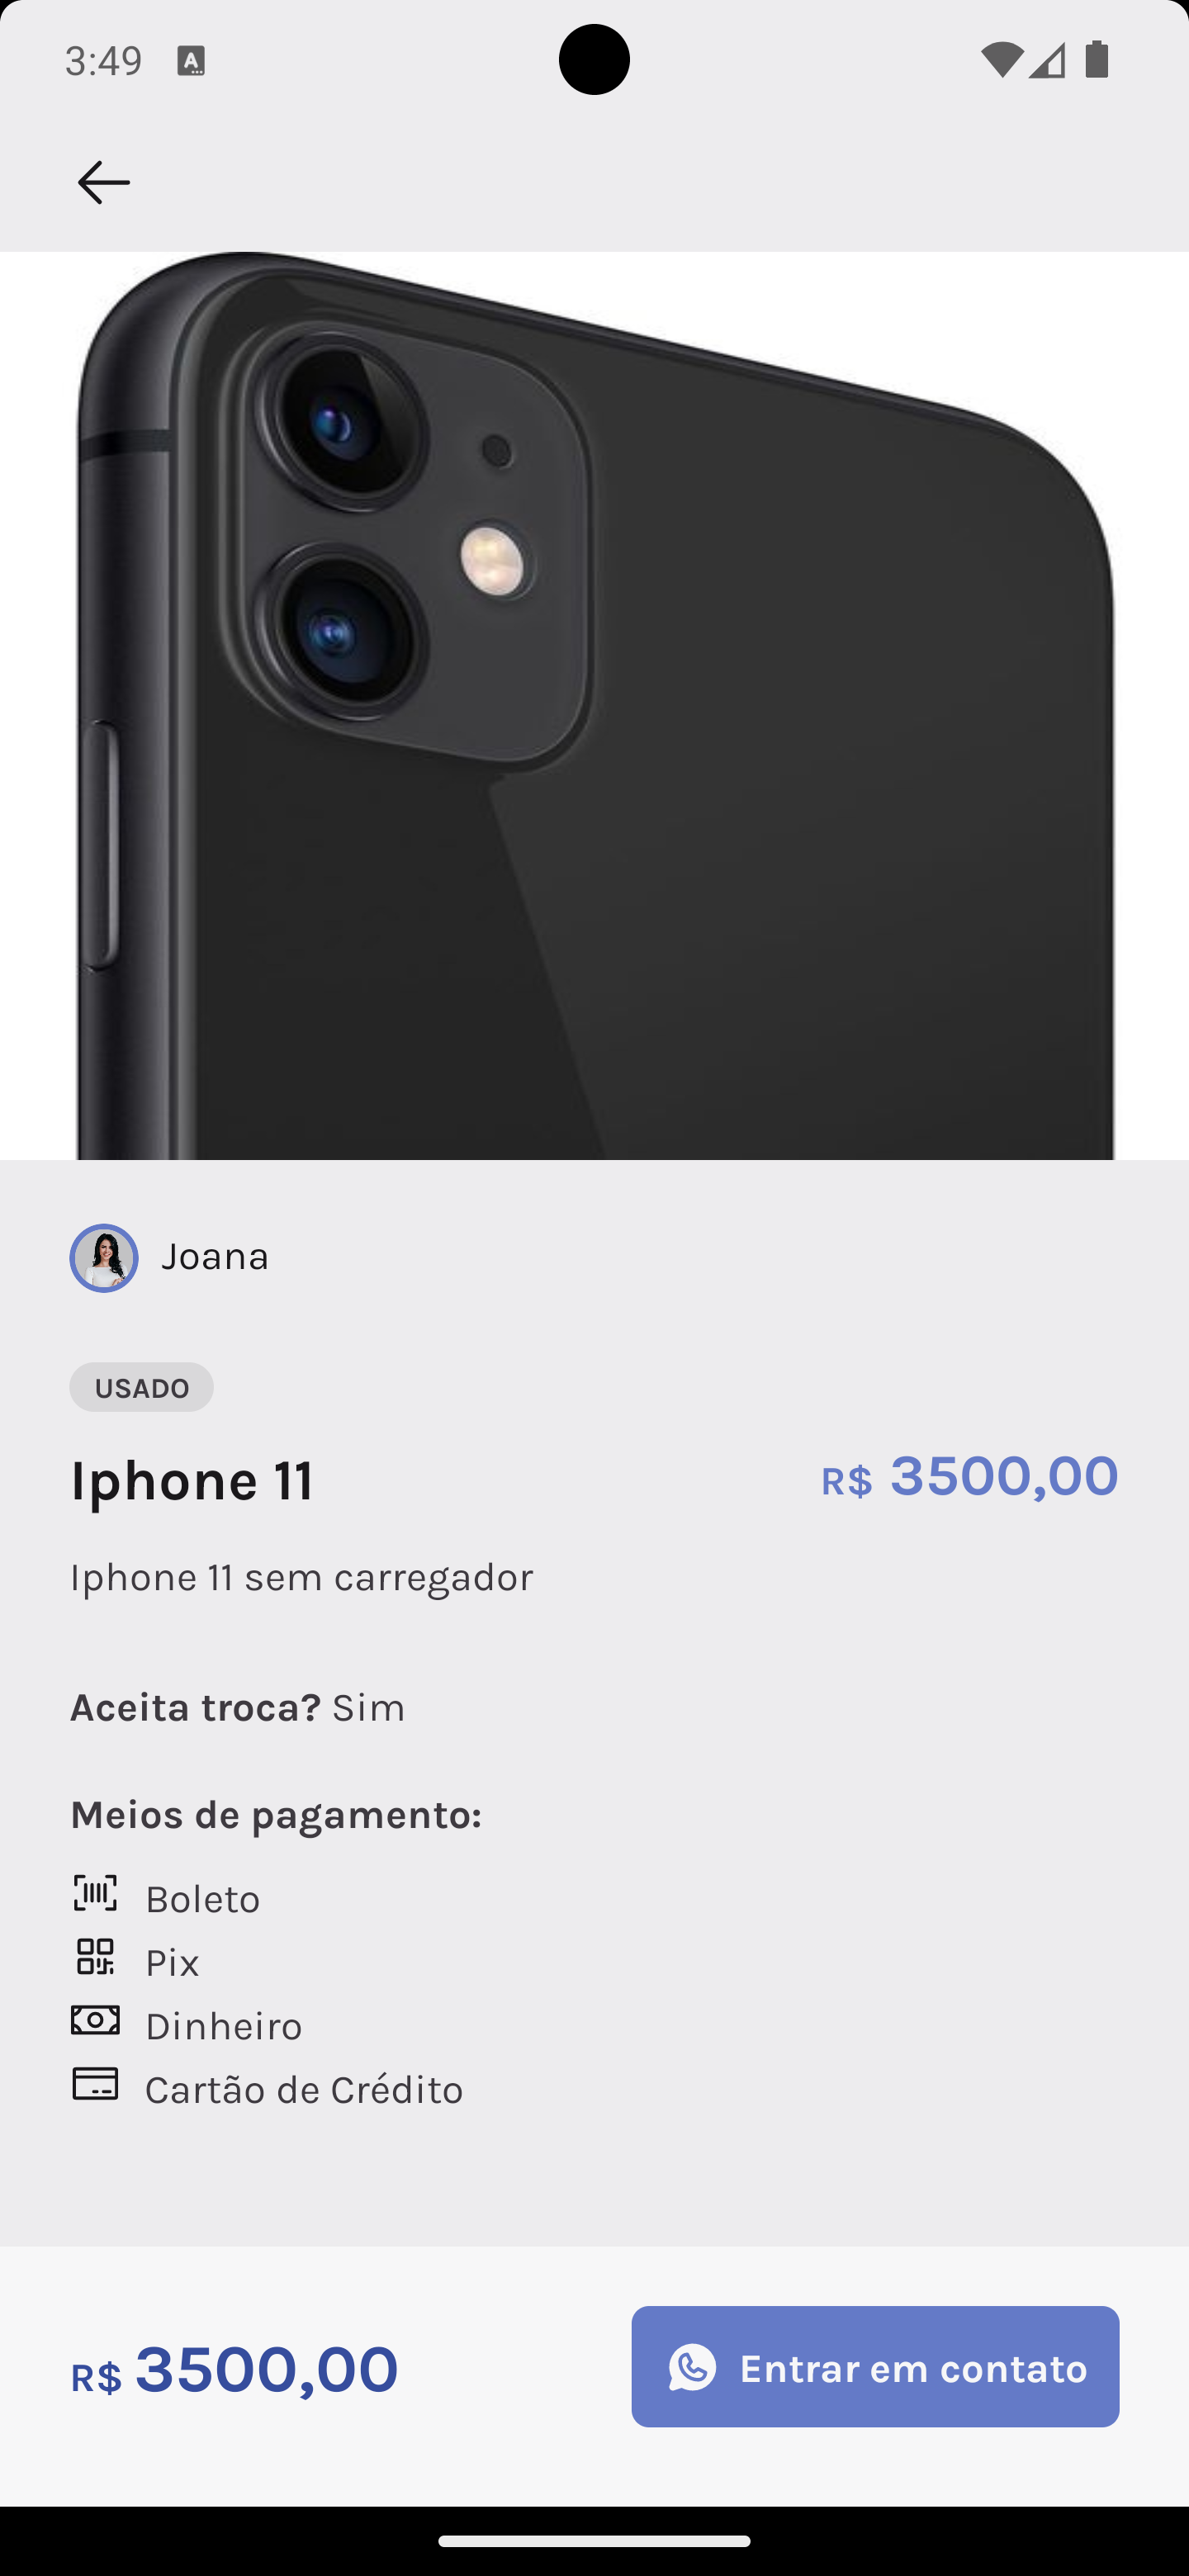 3:49
A
Joana
USADO
Iphone 11
R$ 3500,00
Iphone 11 sem carregador
Aceita troca? Sim
Meios de pagamento:
Boleto
Pix
Dinheiro
Cartão de Crédito
R$ 3500,00
Entrar em contato